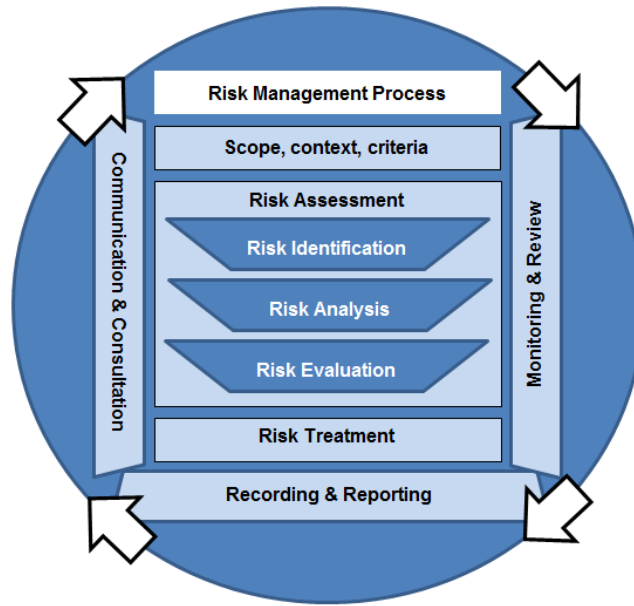 Risk Management Process
Scope, context, criteria
Risk Assessment
Risk Identification
Risk Analysis
Risk Evaluation
Risk Treatment
Recording & Reporting
Communication & Consultation
Monitoring & Review